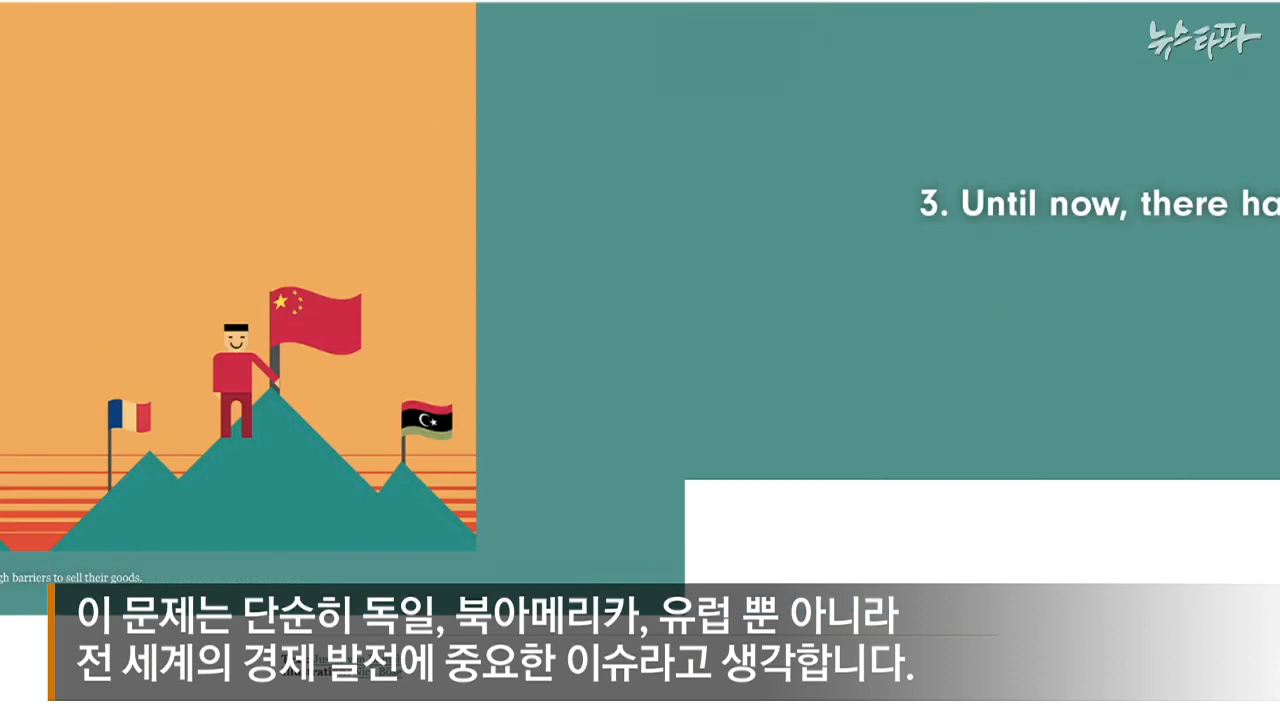 뉴스타파
3. Until now, there ha
gh barriers to sell their goods.
이 문제는 단순히 독일, 북아메리카, 유럽 뿐 아니라
전 세계의 경제 발전에 중요한 이슈라고 생각합니다.